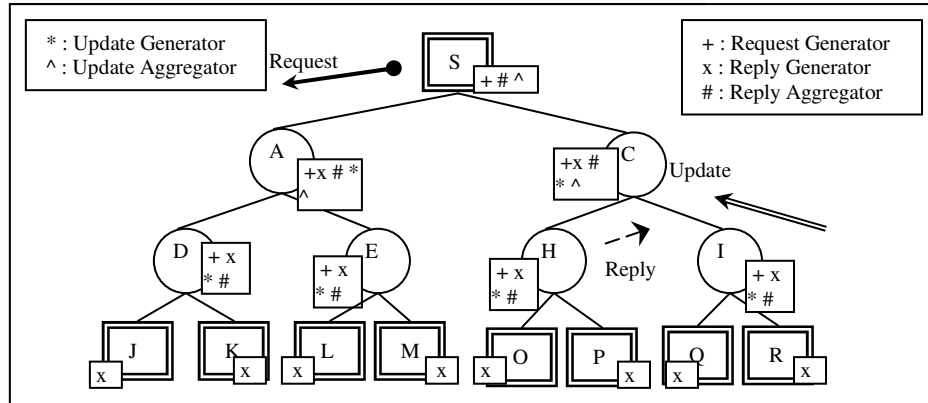 * : Update Generator
^ : Update Aggregator
Request
S
+ # ^
+ : Request Generator
x : Reply Generator
# : Reply Aggregator
A
+x # *
^
C
+x #
* ^
Update
D
+ x
* #
E
+ x
* #
H
+ x
* #
Reply
I
+ x
* #
J
x
K
x
L
x
M
x
O
x
P
x
Q
x
R
x